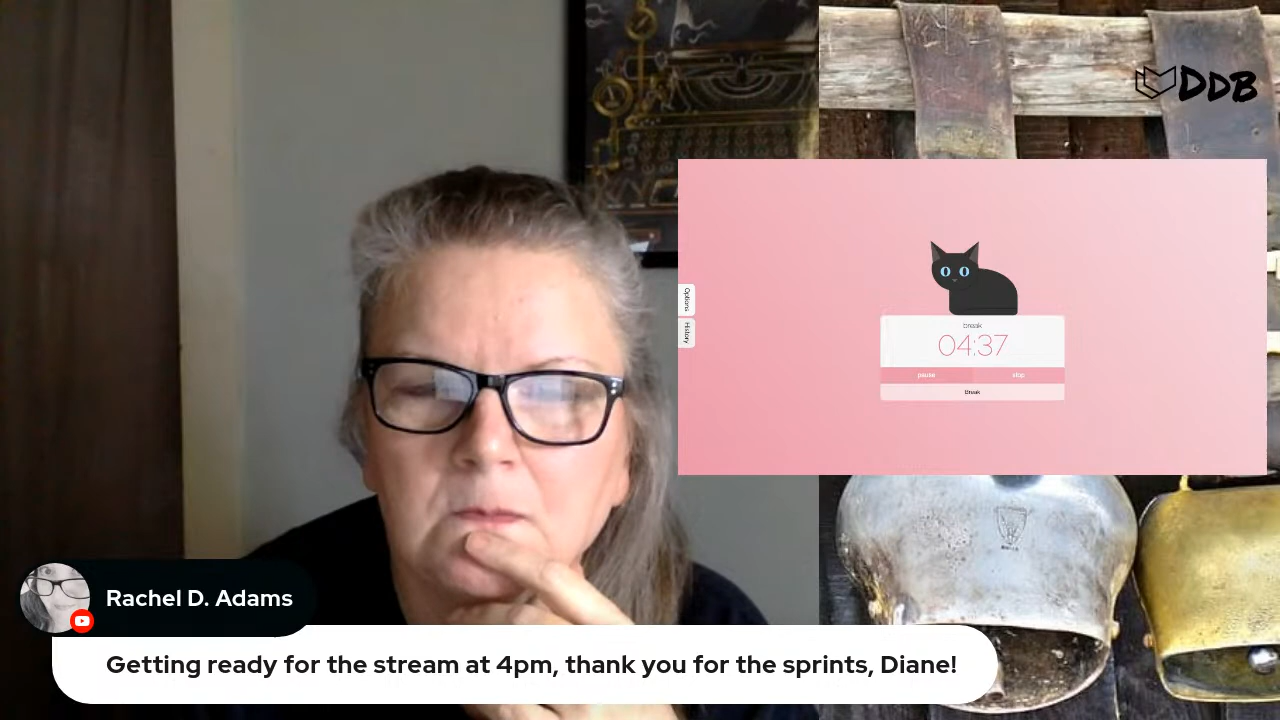 DDB
Options
History
break
04:37
pause
stop
Break
Rachel D. Adams
Getting ready for the stream at 4pm, thank you for the sprints, Diane!